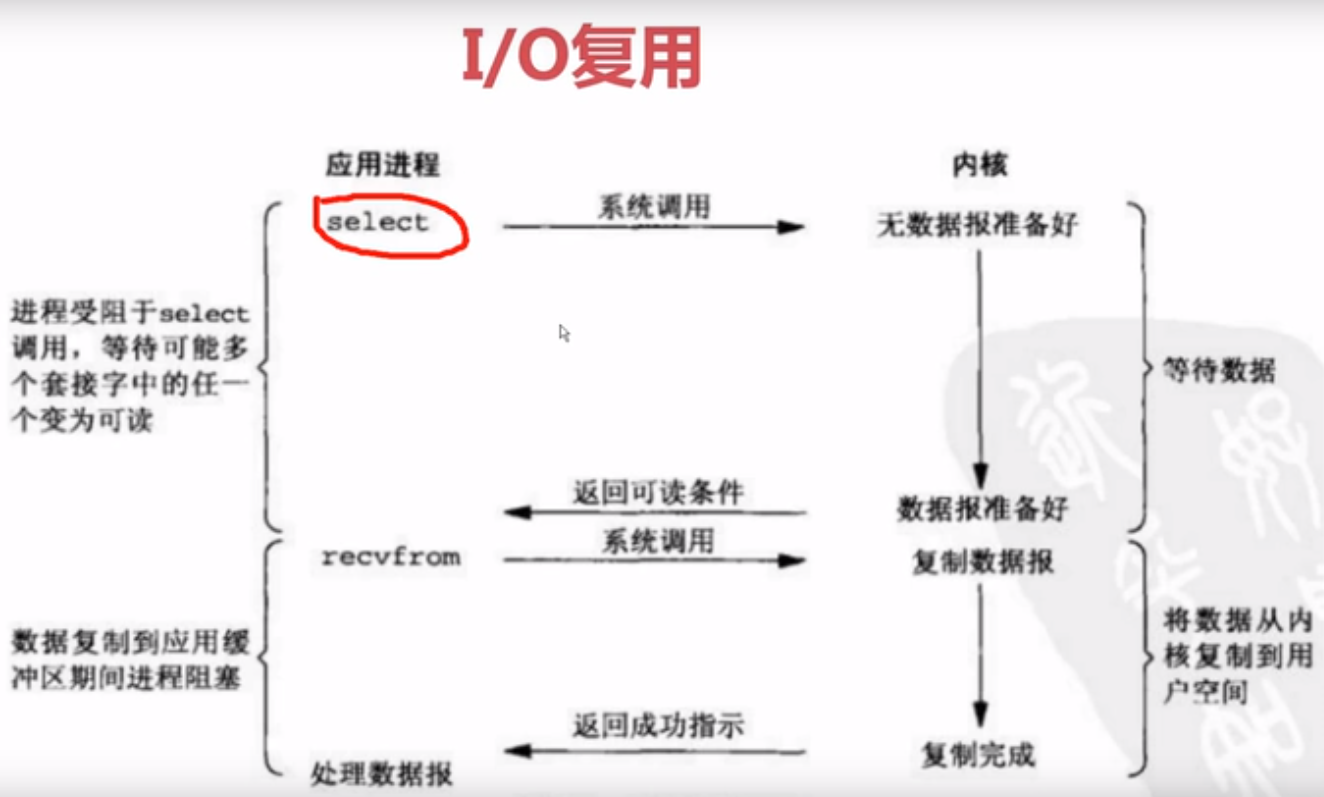 I/O复用
应用进程
内核
select
系统调用
无数据报准备好
进程受阻于select
调用，等待可能多
个套接字中的任一
个变为可读
等待数据
返回可读条件
数据报准备好
recvfrom
系统调用
复制数据报
数据复制到应用缓
冲区期间进程阻塞
将数据从内
核复制到用
户空间
返回成功指示
复制完成
处理数据报